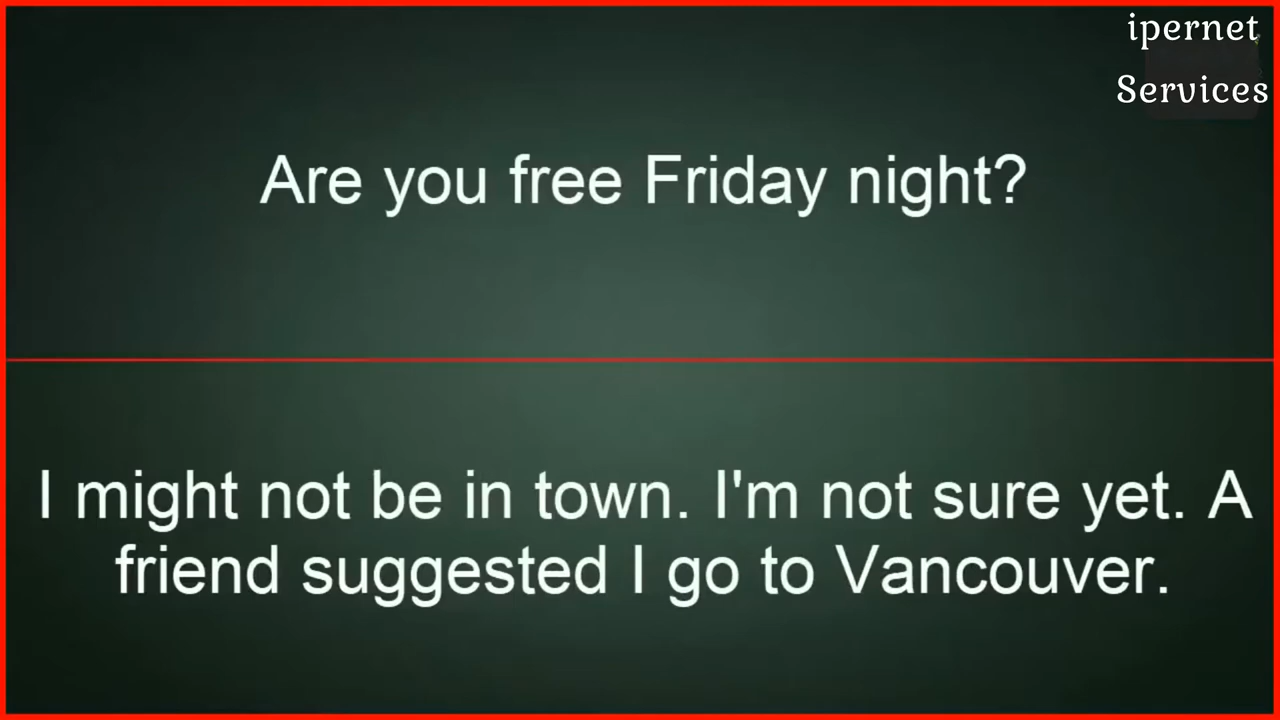 ipernet
Services
Are you free Friday night?
I might not be in town. I'm not sure yet. A
friend suggested I go to Vancouver.